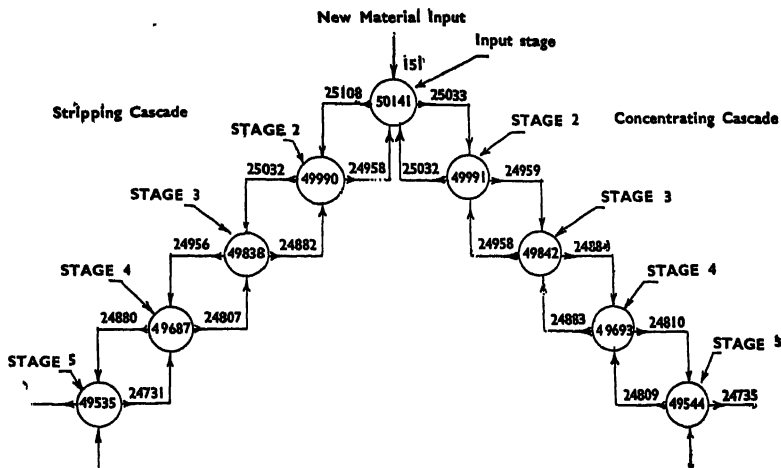 New Material Input
Input stage
151
25108 50141 25033
Stripping Cascade
Concentrating Cascade
STAGE 2
STAGE 2
25032 49990 24958
25032 49991 24959
STAGE 3
STAGE 3
24956 49838 24882
24958 49842 24884
STAGE 4
STAGE 4
24880 49687 24807
24883 49693 24810
STAGE 5
STAGE 5
49535 24731
24809 49544 24735